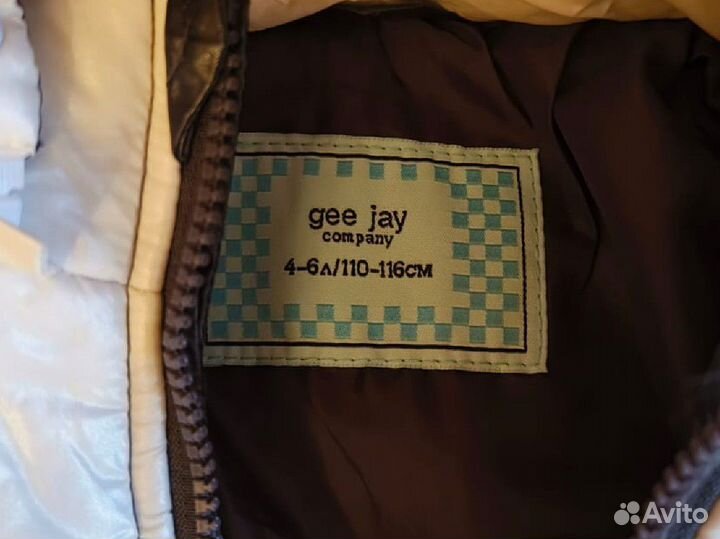 gee jay
company
4-6л/110-116см
Avito